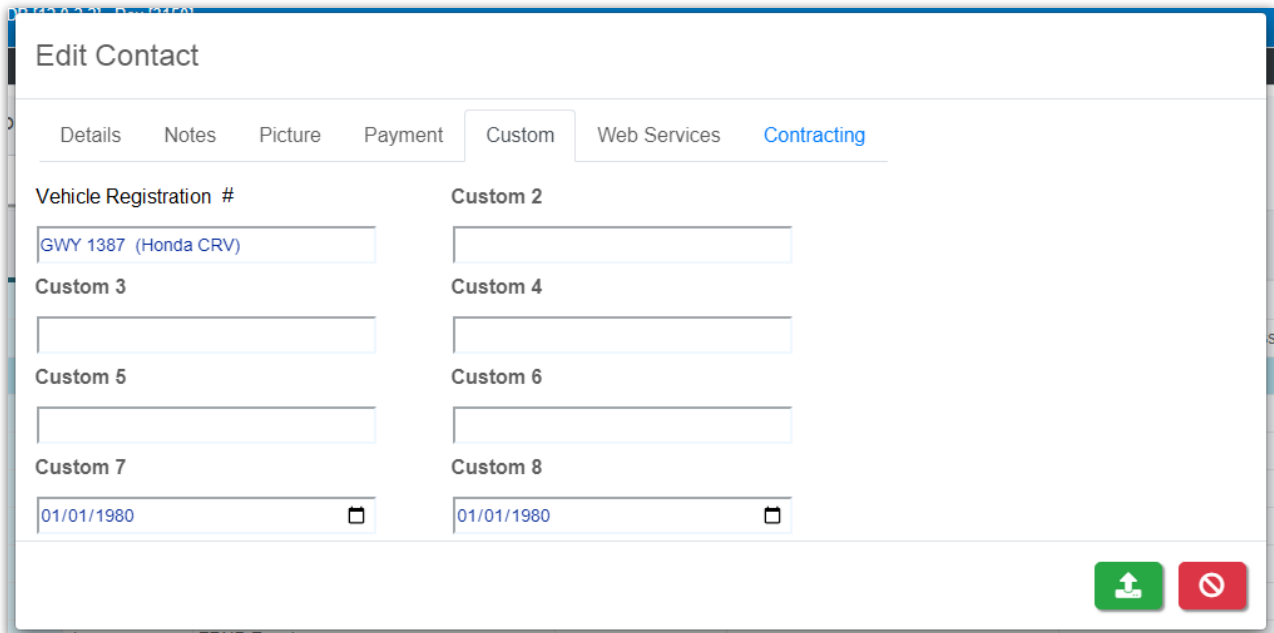 Edit Contact
Details Notes Picture Payment Custom Web Services Contracting
Vehicle Registration # Custom 2
GWY 1387 (Honda CRV)
Custom 3 Custom 4
Custom 5 Custom 6
Custom 7 Custom 8
01/01/1980 01/01/1980